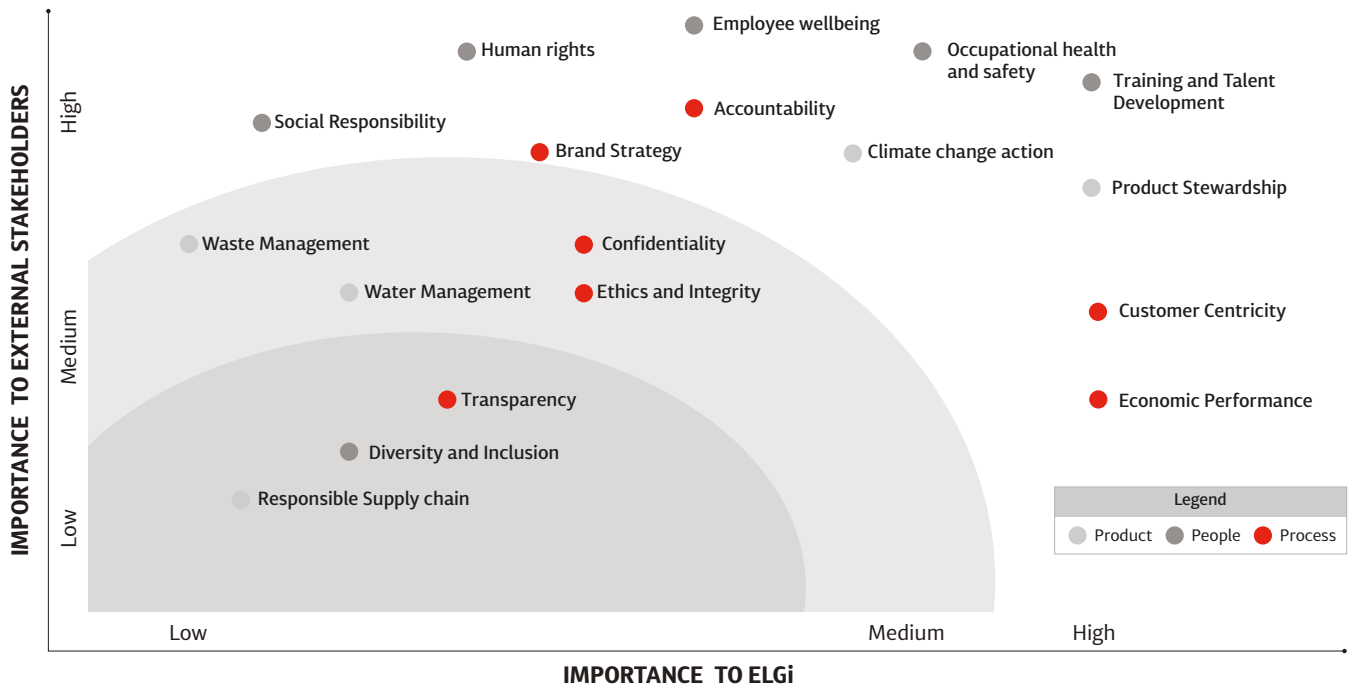 IMPORTANCE TO EXTERNAL STAKEHOLDERS
High
Medium
Low
Employee wellbeing
Human rights
Occupational health
and safety
Training and Talent
Development
Accountability
Social Responsibility
Brand Strategy
Climate change action
Product Stewardship
Waste Management
Confidentiality
Water Management
Ethics and Integrity
Customer Centricity
Transparency
Economic Performance
Diversity and Inclusion
Responsible Supply chain
Legend
Product People Process
Low Medium High
IMPORTANCE TO ELGi